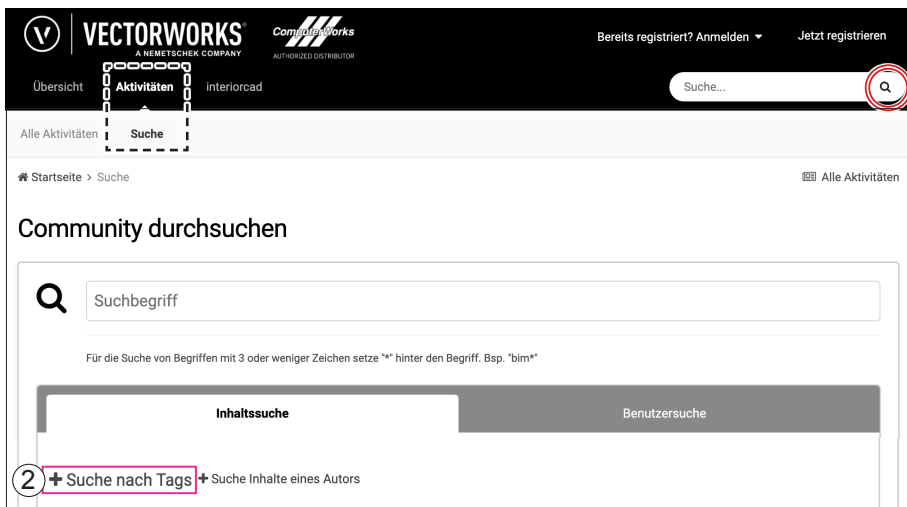 VECTORWORKS®
A NEMETSCHEK COMPANY
ComputerWorks
AUTHORIZED DISTRIBUTOR
Bereits registriert? Anmelden
Jetzt registrieren
Übersicht
Aktivitäten
interiorcad
Suche...
Alle Aktivitäten
Suche
Startseite > Suche
Alle Aktivitäten
Community durchsuchen
Suchbegriff
Für die Suche von Begriffen mit 3 oder weniger Zeichen setze "*" hinter den Begriff. Bsp. "bim*"
Inhaltssuche
Benutzersuche
2 + Suche nach Tags + Suche Inhalte eines Autors